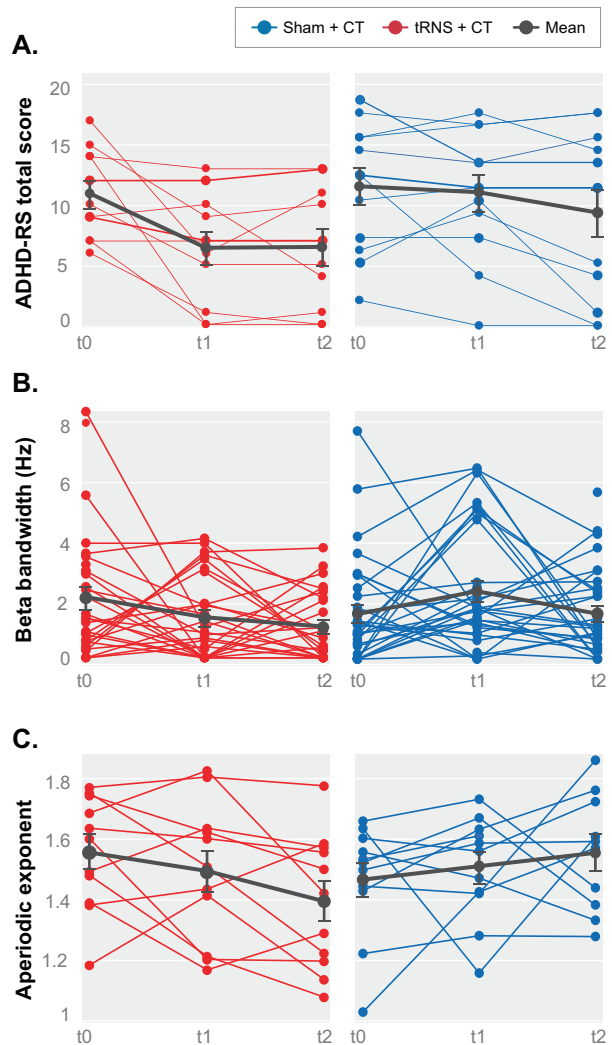 Sham + CT tRNS + CT Mean
A.
ADHD-RS total score
20
15
10
5
0
t0 t1 t2 t0 t1 t2
B.
Beta bandwidth (Hz)
8
6
4
2
0
t0 t1 t2 t0 t1 t2
C.
Aperiodic exponent
1.8
1.6
1.4
1.2
1
t0 t1 t2 t0 t1 t2